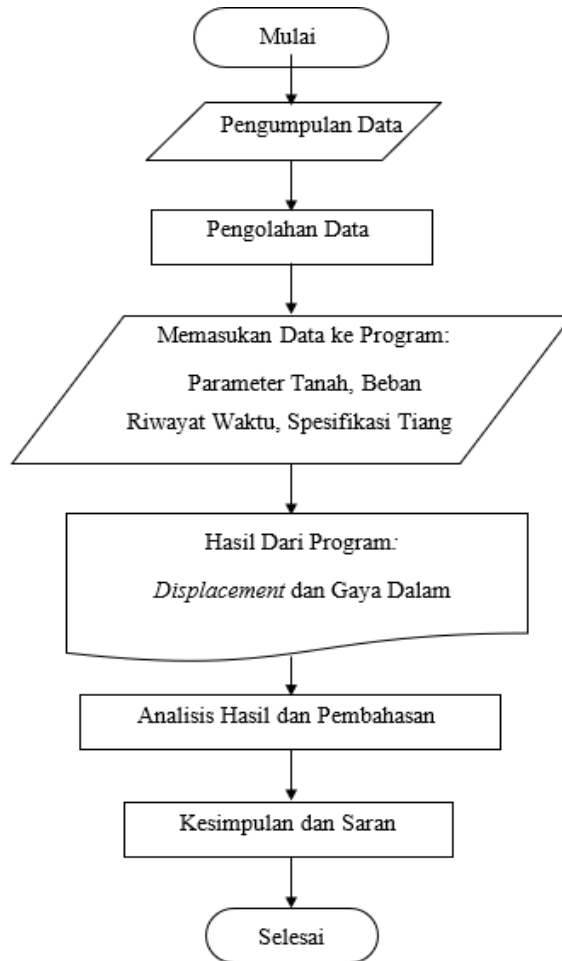 Mulai
Pengumpulan Data
Pengolahan Data
Memasukan Data ke Program:
Parameter Tanah, Beban
Riwayat Waktu, Spesifikasi Tiang
Hasil Dari Program:
Displacement dan Gaya Dalam
Analisis Hasil dan Pembahasan
Kesimpulan dan Saran
Selesai